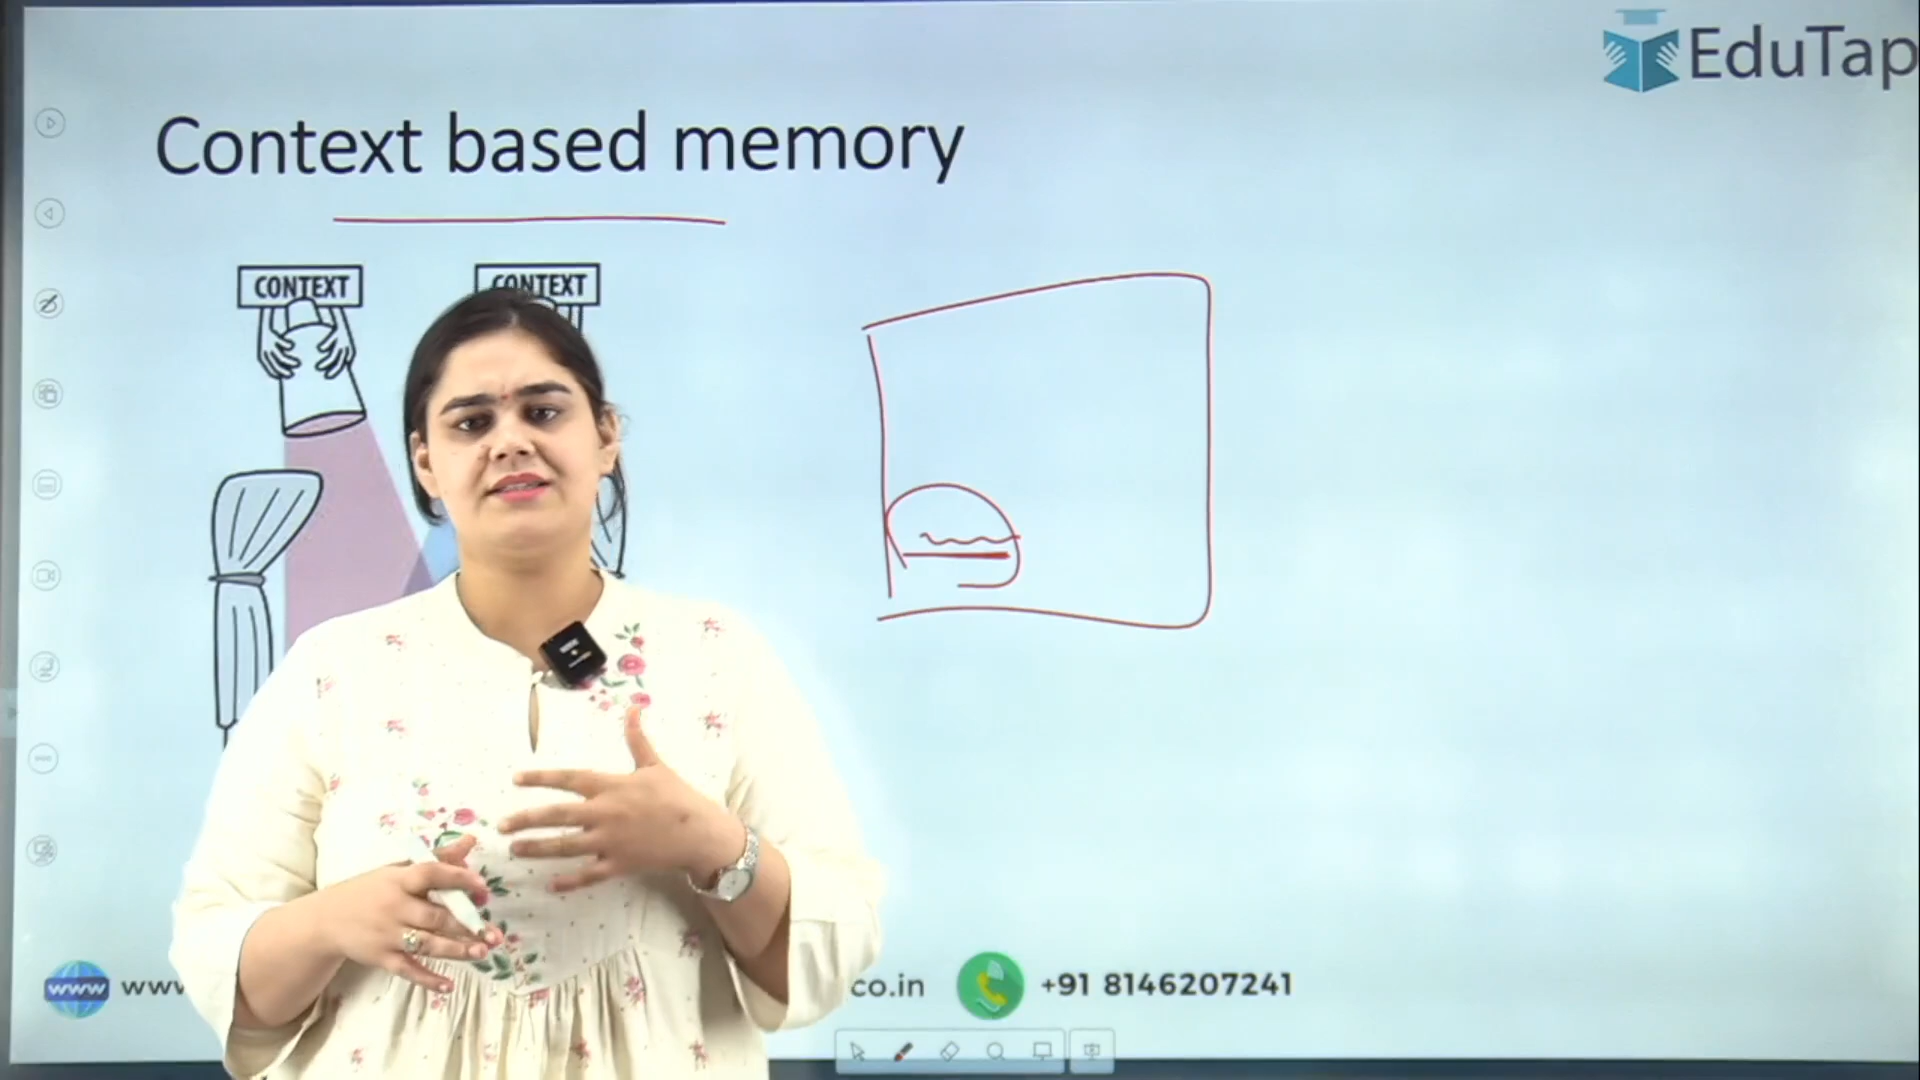 EduTap
Context based memory
CONTEXT CONTEXT
www
co.in
+91 8146207241